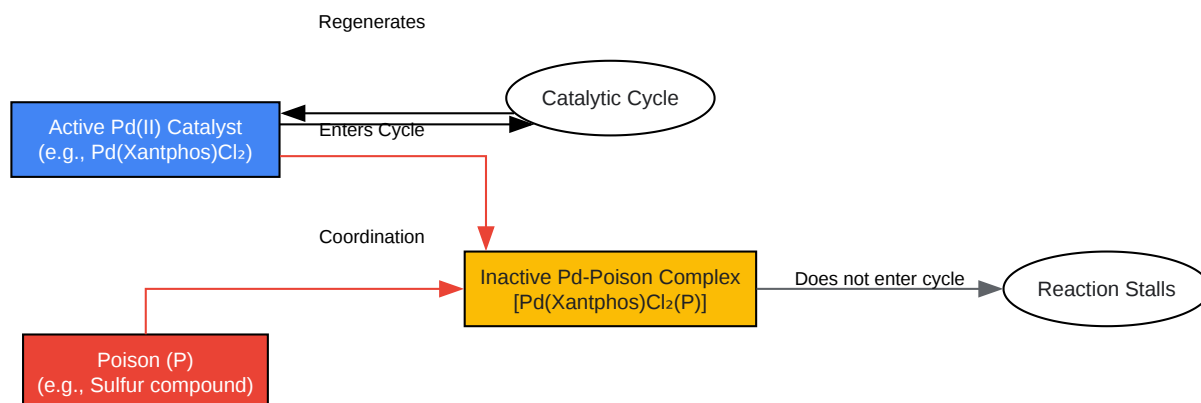 Regenerates
Catalytic Cycle
Active Pd(II) Catalyst
(e.g., Pd(Xantphos)Cl₂)
Enters Cycle
Coordination
Inactive Pd-Poison Complex
[Pd(Xantphos)Cl₂(P)]
Does not enter cycle
Reaction Stalls
Poison (P)
(e.g., Sulfur compound)